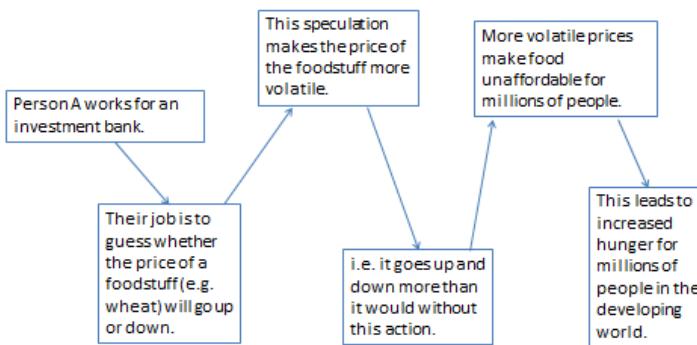 Person A works for an
investment bank.
Their job is to
guess whether
the price of a
foodstuff (e.g.
wheat) will go up
or down.
This speculation
makes the price of
the foodstuff more
volatile.
i.e. it goes up and
down more than
it would without
this action.
More volatile prices
make food
unaffordable for
millions of people.
This leads to
increased
hunger for
millions of
people in the
developing
world.